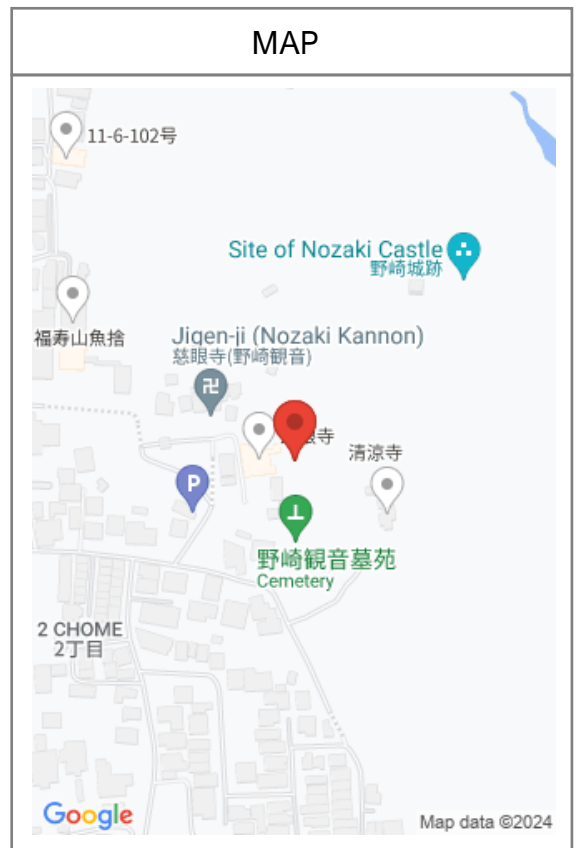 MAP
11-6-102号
Site of Nozaki Castle
野崎城跡
福寿山魚捨
Jigen-ji (Nozaki Kannon)
慈眼寺(野崎観音)
寺
清涼寺
P
野崎観音墓苑
Cemetery
2 CHOME
2丁目
Google
Map data ©2024